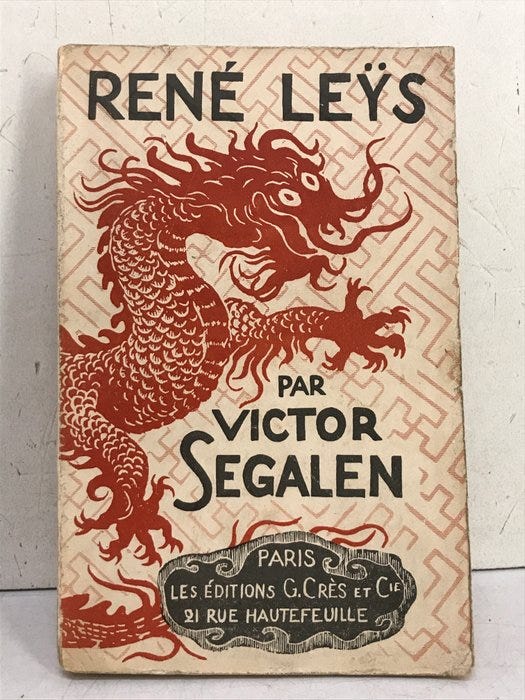 RENÉ LEŸS
PAR
VICTOR
SEGALEN
PARIS
LES ÉDITIONS G. CRÈS ET CIE
21 RUE HAUTEFEUILLE